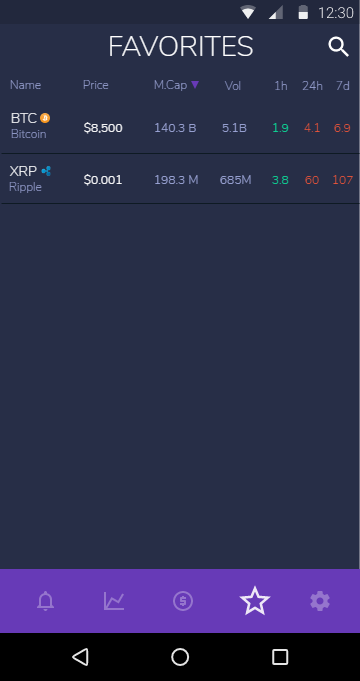 12:30
FAVORITES
Name Price M.Cap Vol 1h 24h 7d
BTC $8,500 140.3 B 5.1B 1.9 4.1 6.9
Bitcoin
XRP $0.001 198.3 M 685M 3.8 60 107
Ripple